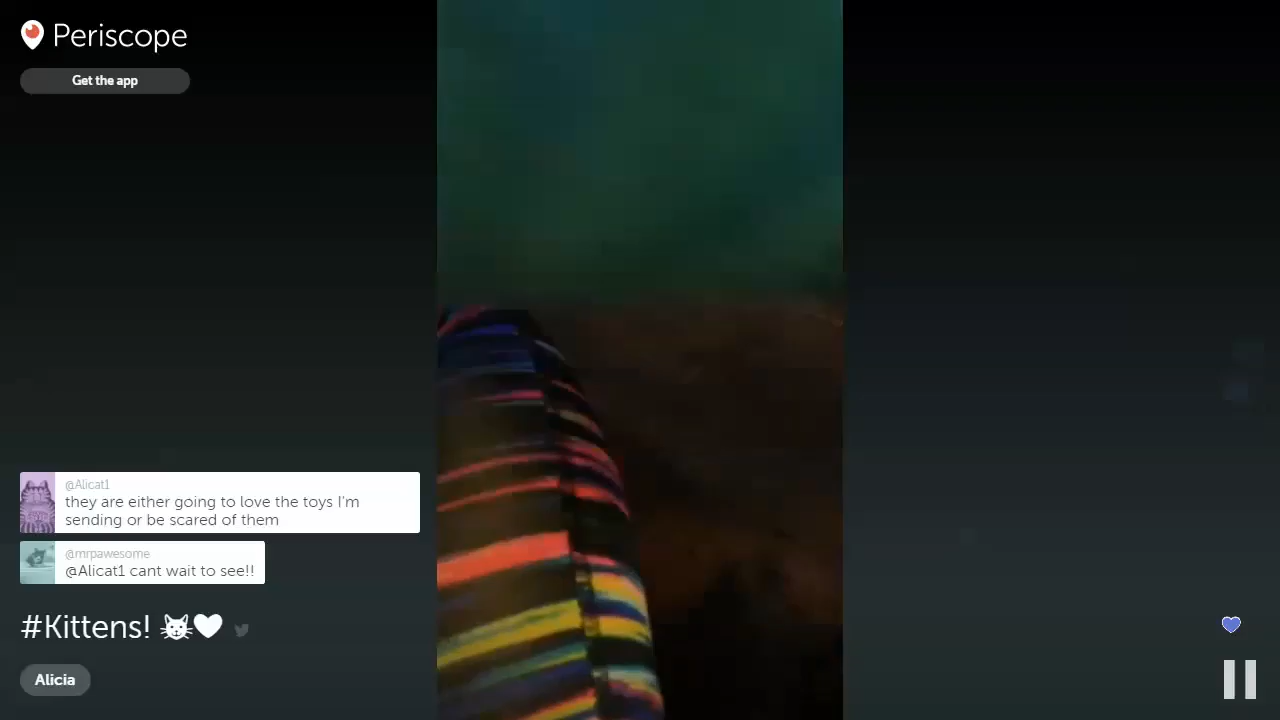 Periscope
Get the app
@Alicat1
they are either going to love the toys I'm
sending or be scared of them
@mrpawesome
@Alicat1 cant wait to see!!
#Kittens! 🐱❤
Alicia